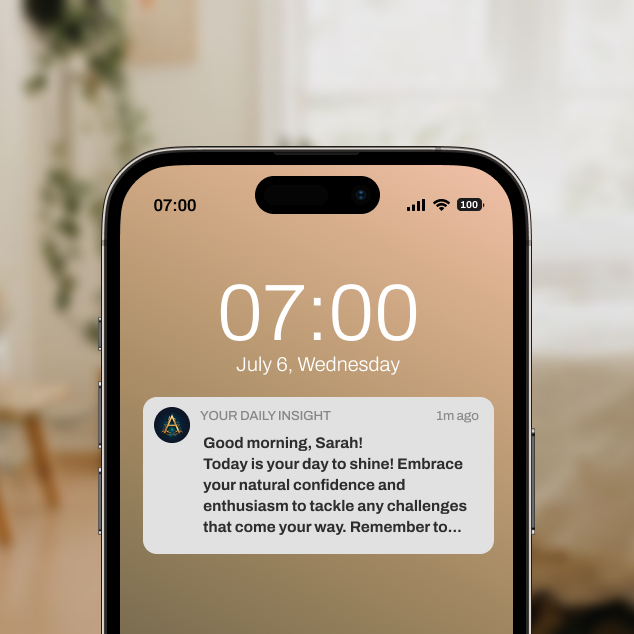 07:00
100
07:00
July 6, Wednesday
A
YOUR DAILY INSIGHT
1m ago
Good morning, Sarah!
Today is your day to shine! Embrace
your natural confidence and
enthusiasm to tackle any challenges
that come your way. Remember to...